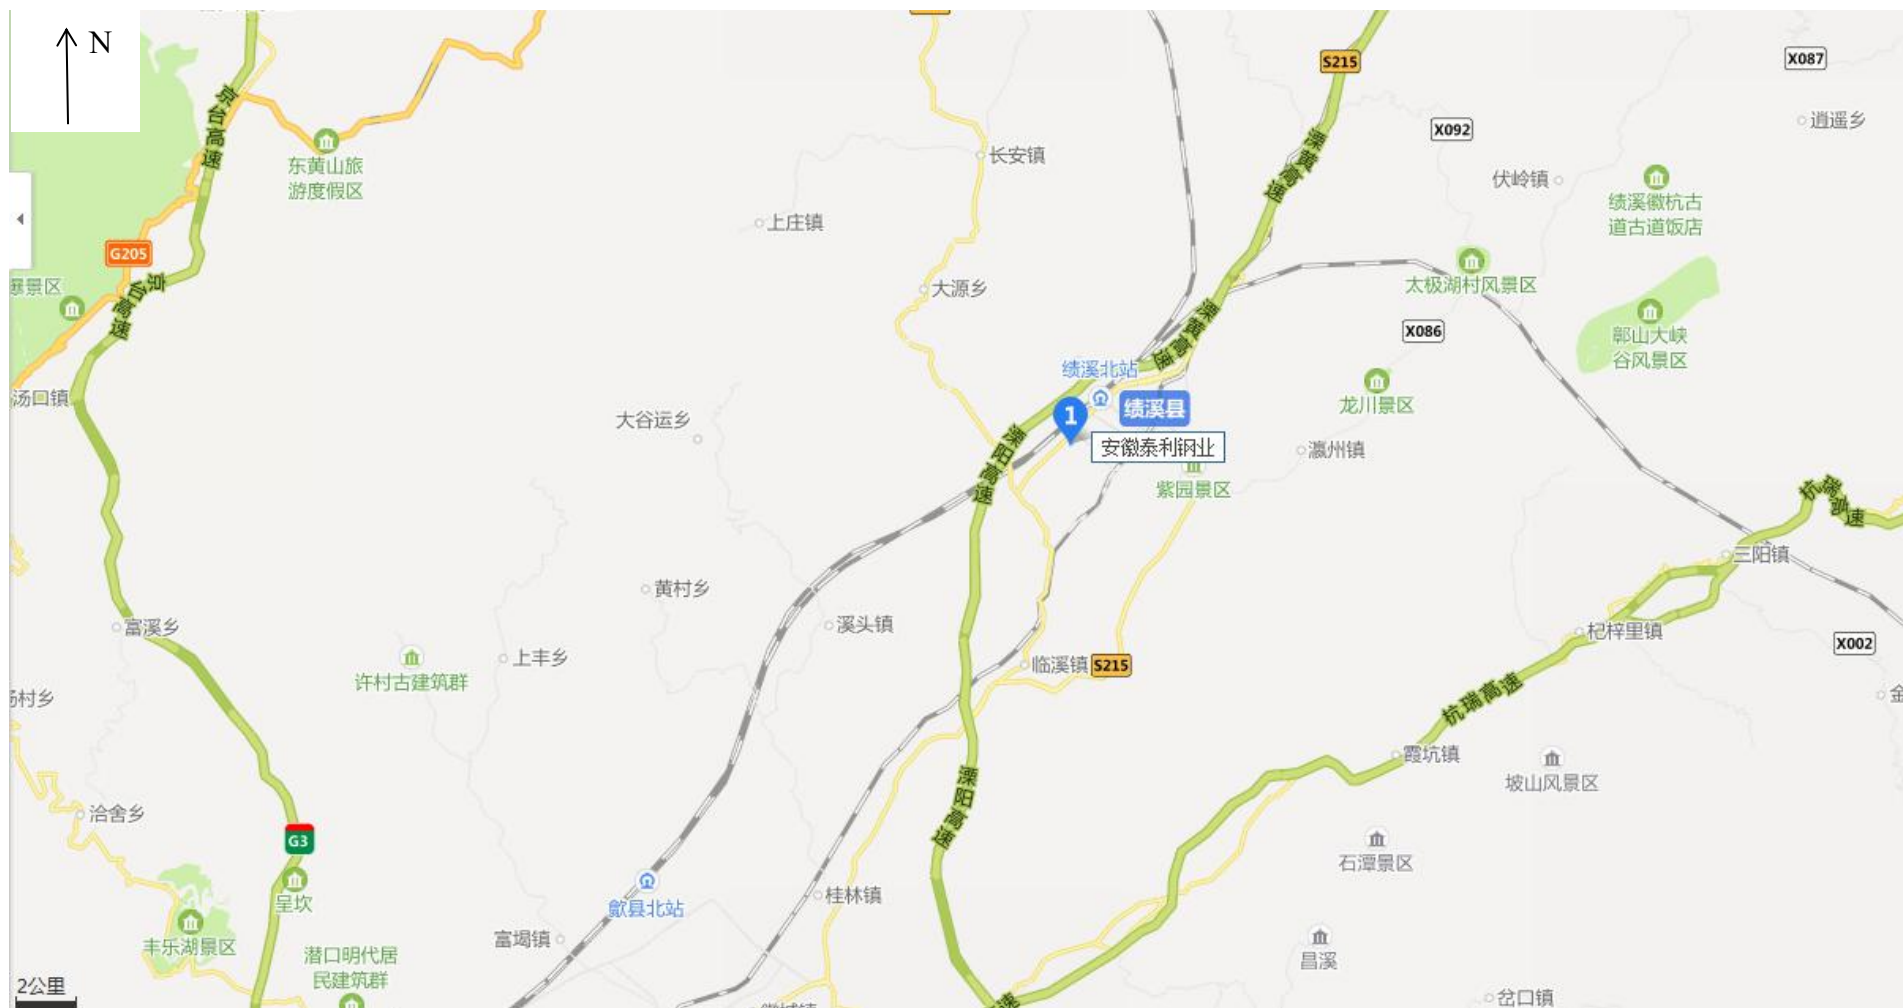 N
S215
X087
京台高速
溧黄高速
X092
逍遥乡
东黄山旅
游度假区
长安镇
伏岭镇
绩溪徽杭古
道古道饭店
上庄镇
G205
京台高速
太极湖村风景区
大源乡
溧黄高速
X086
鄣山大峡
谷风景区
绩溪北站
汤口镇
1
绩溪县
龙川景区
大谷运乡
溧阳高速
安徽泰利钢业
瀛州镇
紫园景区
杭瑞高速
三阳镇
黄村乡
富溪乡
溪头镇
杞梓里镇
上丰乡
临溪镇
S215
X002
许村古建筑群
村乡
金
杭瑞高速
霞坑镇
坡山风景区
溧阳高速
洽舍乡
G3
石潭景区
呈坎
桂林镇
歙县北站
丰乐湖景区
富堨镇
潜口明代居
民建筑群
昌溪
2公里
岔口镇